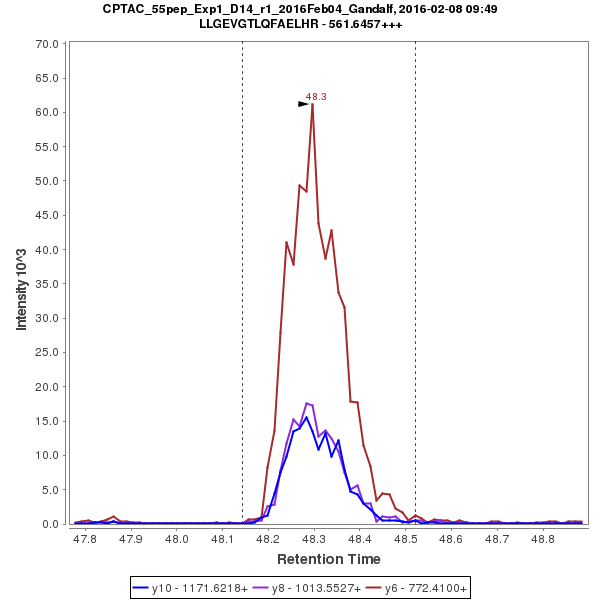 CPTAC_55pep_Exp1_D14_r1_2016Feb04_Gandalf, 2016-02-08 09:49
LLGEVGTLQFAELHR - 561.6457+++
70.0
65.0
60.0
55.0
50.0
45.0
40.0
35.0
30.0
25.0
20.0
15.0
10.0
5.0
0.0
Intensity 10^3
48.3
47.8 47.9 48.0 48.1 48.2 48.3 48.4 48.5 48.6 48.7 48.8
Retention Time
y10 - 1171.6218+ y8 - 1013.5527+ y6 - 772.4100+